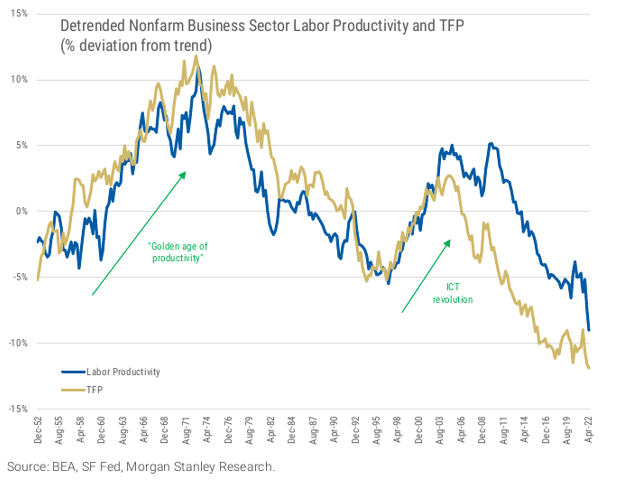 Detrended Nonfarm Business Sector Labor Productivity and TFP
(% deviation from trend)
15%
10%
5%
0%
-5%
-10%
-15%
"Golden age of
productivity"
ICT
revolution
Labor Productivity
TFP
Dec-52
Aug-55
Apr-58
Dec-60
Aug-63
Apr-66
Dec-68
Aug-71
Apr-74
Dec-76
Aug-79
Apr-82
Dec-84
Aug-87
Apr-90
Dec-92
Aug-95
Apr-98
Dec-00
Aug-03
Apr-06
Dec-08
Aug-11
Apr-14
Dec-16
Aug-19
Apr-22
Source: BEA, SF Fed, Morgan Stanley Research.